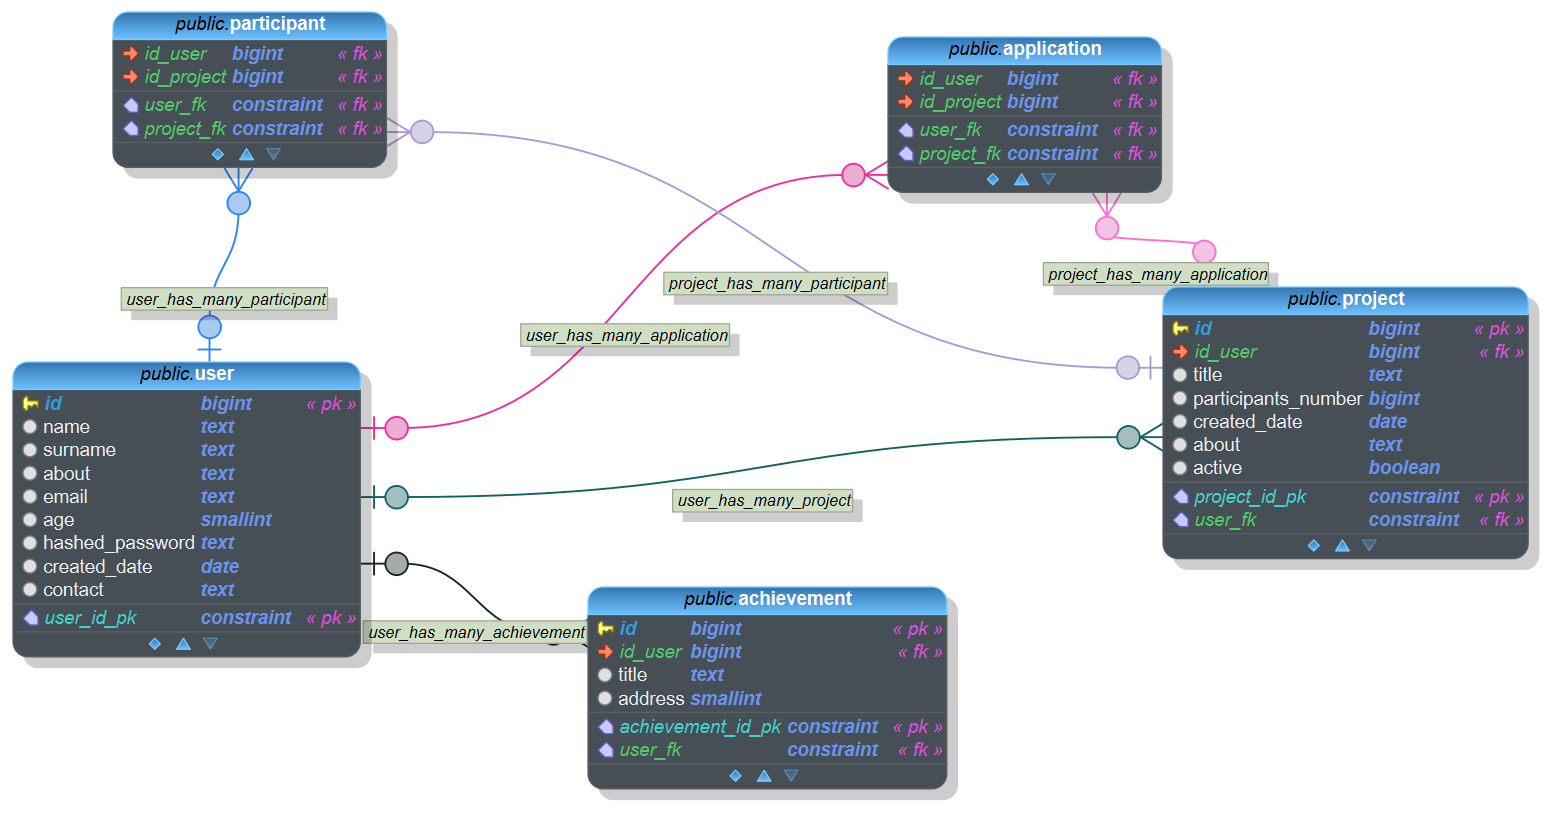 public.participant
id_user bigint « fk »
id_project bigint « fk »
user_fk constraint « fk »
project_fk constraint « fk »
public.application
id_user bigint « fk »
id_project bigint « fk »
user_fk constraint « fk »
project_fk constraint « fk »
user_has_many_participant
project_has_many_participant
project_has_many_application
user_has_many_application
public.project
id bigint « pk »
id_user bigint « fk »
title text
participants_number bigint
created_date date
about text
active boolean
project_id_pk constraint « pk »
user_fk constraint « fk »
public.user
id bigint « pk »
name text
surname text
about text
email text
age smallint
hashed_password text
created_date date
contact text
user_id_pk constraint « pk »
user_has_many_project
user_has_many_achievement
public.achievement
id bigint « pk »
id_user bigint « fk »
title text
address smallint
achievement_id_pk constraint « pk »
user_fk constraint « fk »